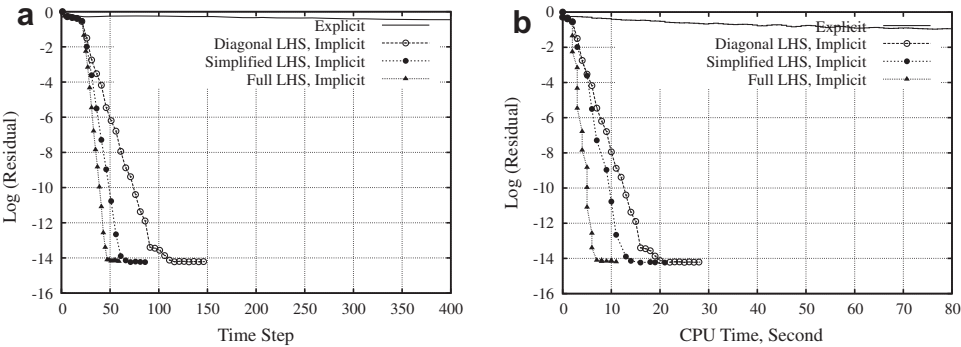 a
Explicit
Diagonal LHS, Implicit
Simplified LHS, Implicit
Full LHS, Implicit
0
-2
-4
-6
-8
-10
-12
-14
-16
Log (Residual)
0 50 100 150 200 250 300 350 400
Time Step
b
Explicit
Diagonal LHS, Implicit
Simplified LHS, Implicit
Full LHS, Implicit
0
-2
-4
-6
-8
-10
-12
-14
-16
Log (Residual)
0 10 20 30 40 50 60 70 80
CPU Time, Second